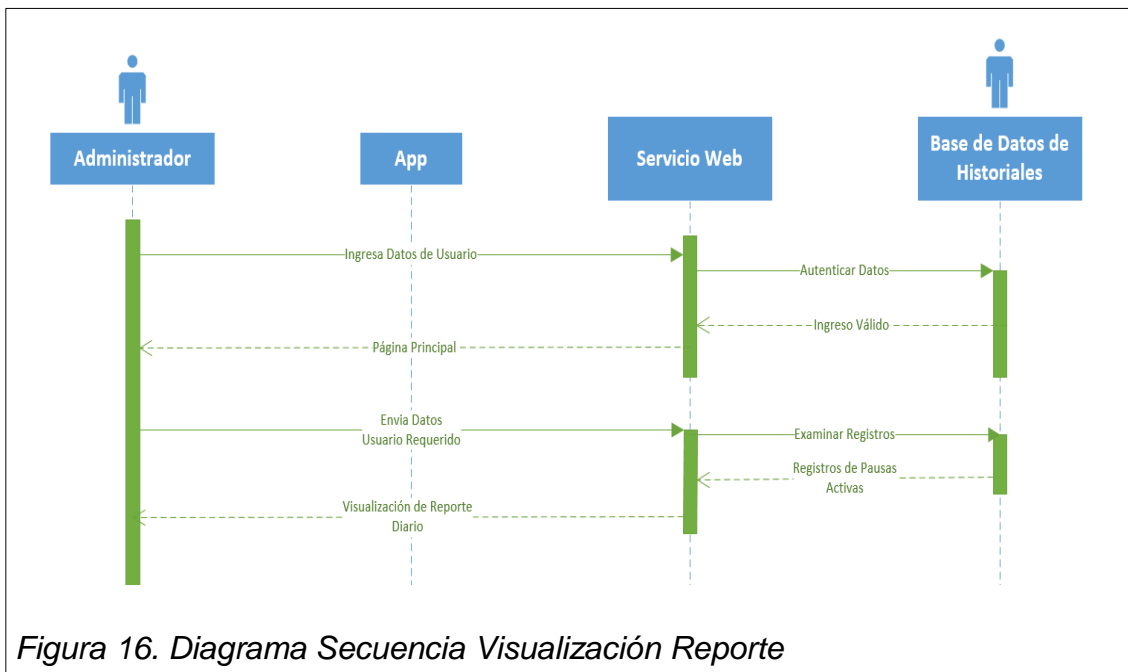 Administrador
App
Servicio Web
Base de Datos de
Historiales
Ingresa Datos de Usuario
Autenticar Datos
Ingreso Válido
Página Principal
Envia Datos
Usuario Requerido
Examinar Registros
Registros de Pausas
Activas
Visualización de Reporte
Diario
Figura 16. Diagrama Secuencia Visualización Reporte